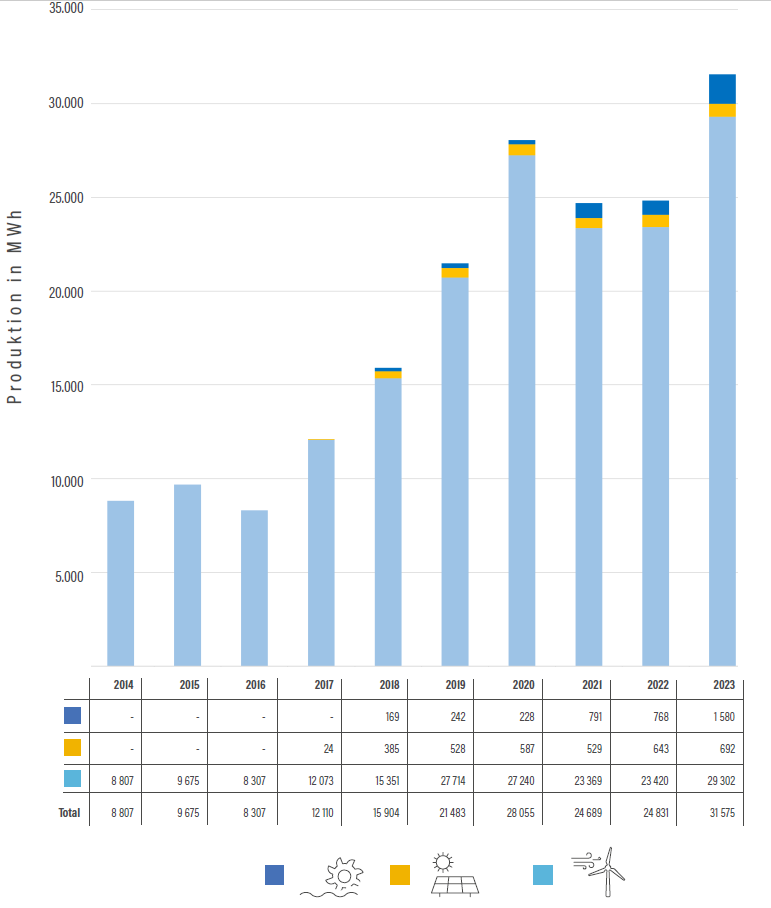 35.000
30.000
25.000
20.000
15.000
10.000
5.000
Produktion in MWh
2014 2015 2016 2017 2018 2019 2020 2021 2022 2023
- - - - 169 242 228 791 768 1 580
- - - 24 385 528 587 529 643 692
8 807 9 675 8 307 12 073 15 351 27 714 27 240 23 369 23 420 29 302
Total 8 807 9 675 8 307 12 110 15 904 21 483 28 055 24 689 24 831 31 575